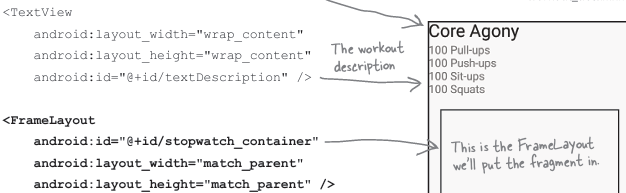 <TextView
android:layout_width="wrap_content"
android:layout_height="wrap_content"
android:id="@+id/textDescription" />
The workout
description
Core Agony
100 Pull-ups
100 Push-ups
100 Sit-ups
100 Squats
<FrameLayout
android:id="@+id/stopwatch_container"
android:layout_width="match_parent"
android:layout_height="match_parent" />
This is the FrameLayout
we'll put the fragment in.